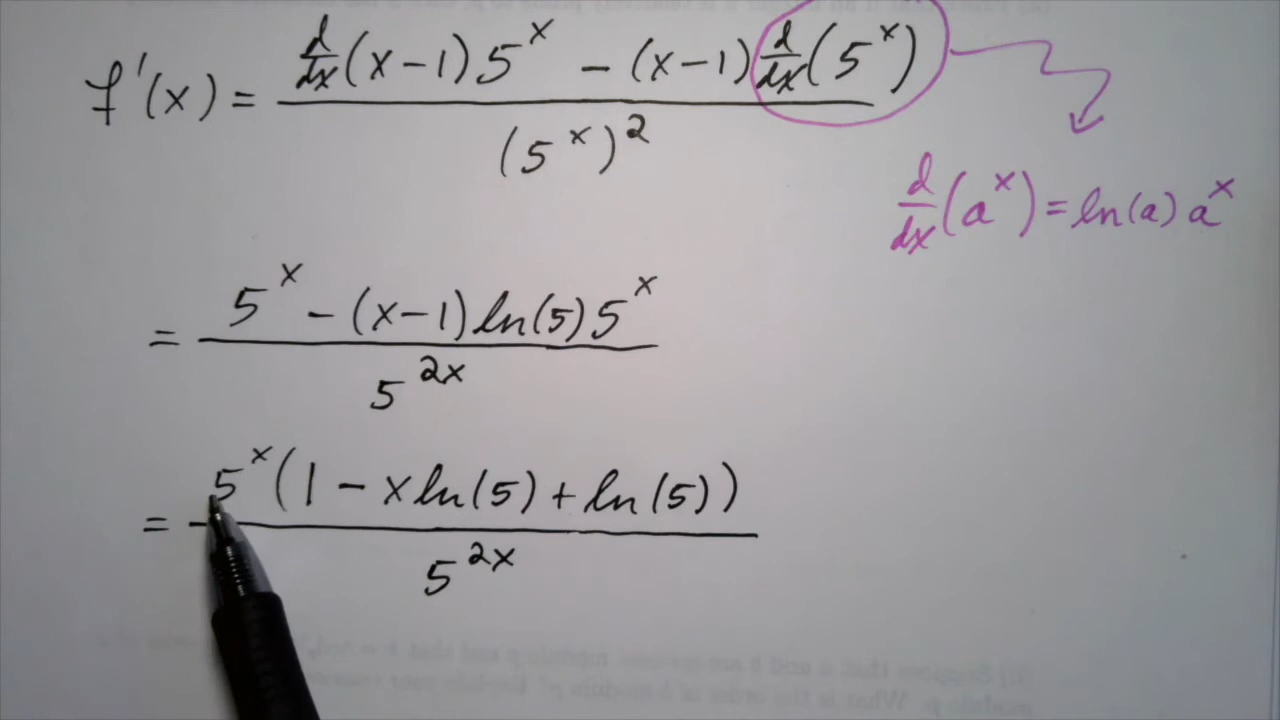 f'(x) = (d/dx (x-1) 5^x - (x-1) d/dx (5^x)) / (5^x)^2
d/dx (a^x) = ln(a) a^x
= (5^x - (x-1) ln(5) 5^x) / 5^2x
= 5^x (1 - x ln(5) + ln(5)) / 5^2x